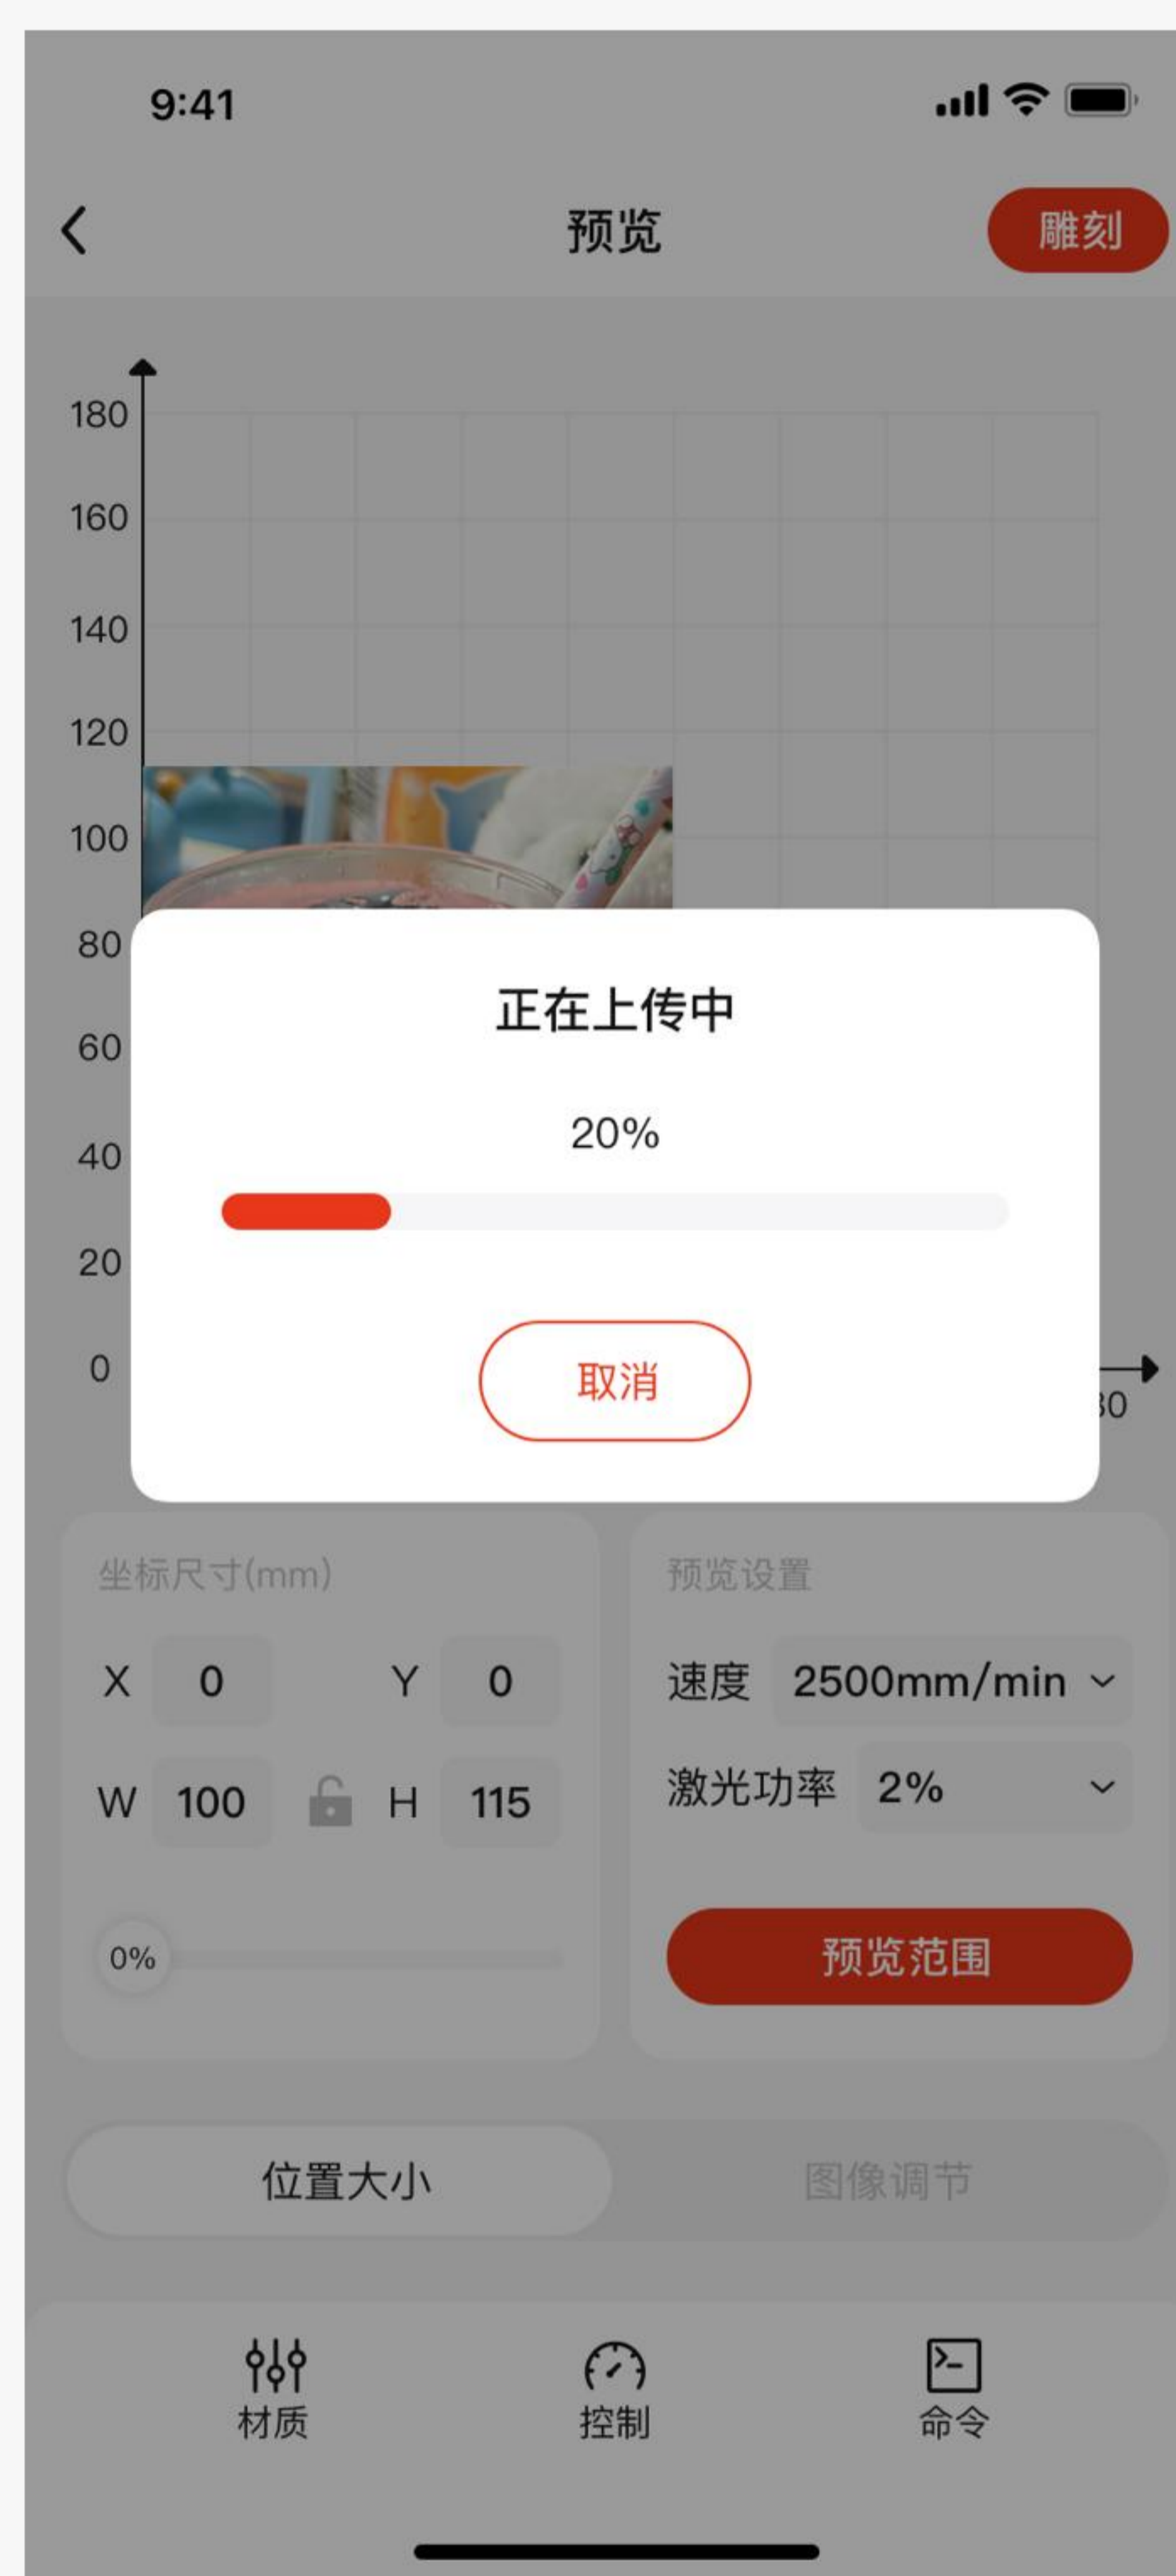 9:41
预览
雕刻
180
160
140
120
100
80
60
40
20
0
正在上传中
20%
取消
坐标尺寸(mm)
X 0 Y 0
W 100 H 115
0%
预览设置
速度 2500mm/min
激光功率 2%
预览范围
位置大小 图像调节
材质 控制 命令